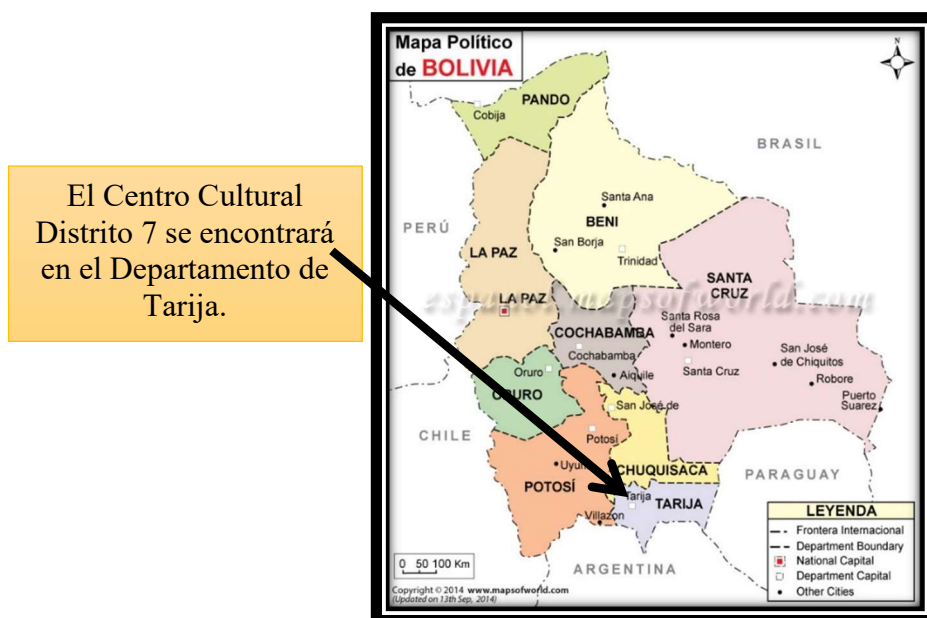 Mapa Político
de BOLIVIA
N
PANDO
Cobija
BRASIL
El Centro Cultural
Distrito 7 se encontrará
en el Departamento de
Tarija.
PERÚ
Santa Ana
BENI
San Borja
Trinidad
LA PAZ
SANTA
CRUZ
LA PAZ
español.mapsofworld.com
Santa Rosa
del Sara
COCHABAMBA
Cochabamba
Montero
San José
de Chiquitos
Oruro
Aiquile
Santa Cruz
Robore
ORURO
Puerto
Suarez
San José de
CHILE
Potosí
Uyuni
CHUQUISACA
PARAGUAY
POTOSÍ
Tarija
TARIJA
Villazon
LEYENDA
Frontera Internacional
Department Boundary
National Capital
Department Capital
Other Cities
0 50 100 Km
ARGENTINA
Copyright © 2014 www.mapsofworld.com
(Updated on 13th Sep, 2014)